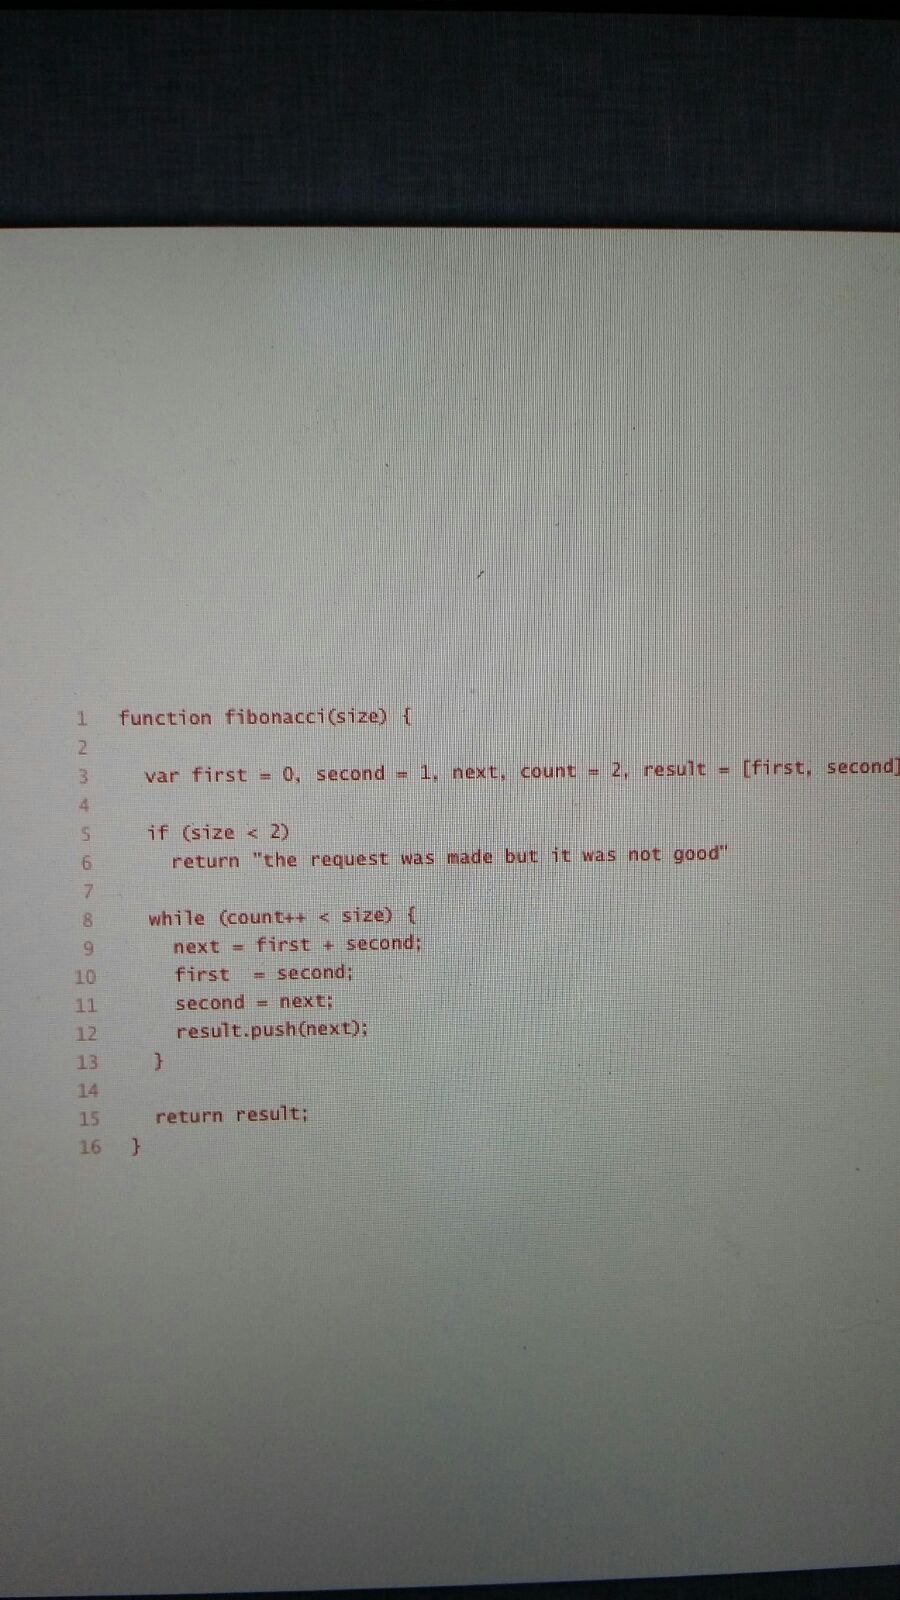 1 function fibonacci(size) {
2
3 var first = 0, second = 1, next, count = 2, result = [first, second]
4
5 if (size < 2)
6 return "the request was made but it was not good"
7
8 while (count++ < size) {
9 next = first + second;
10 first  = second;
11 second = next;
12 result.push(next);
13 }
14
15 return result;
16 }